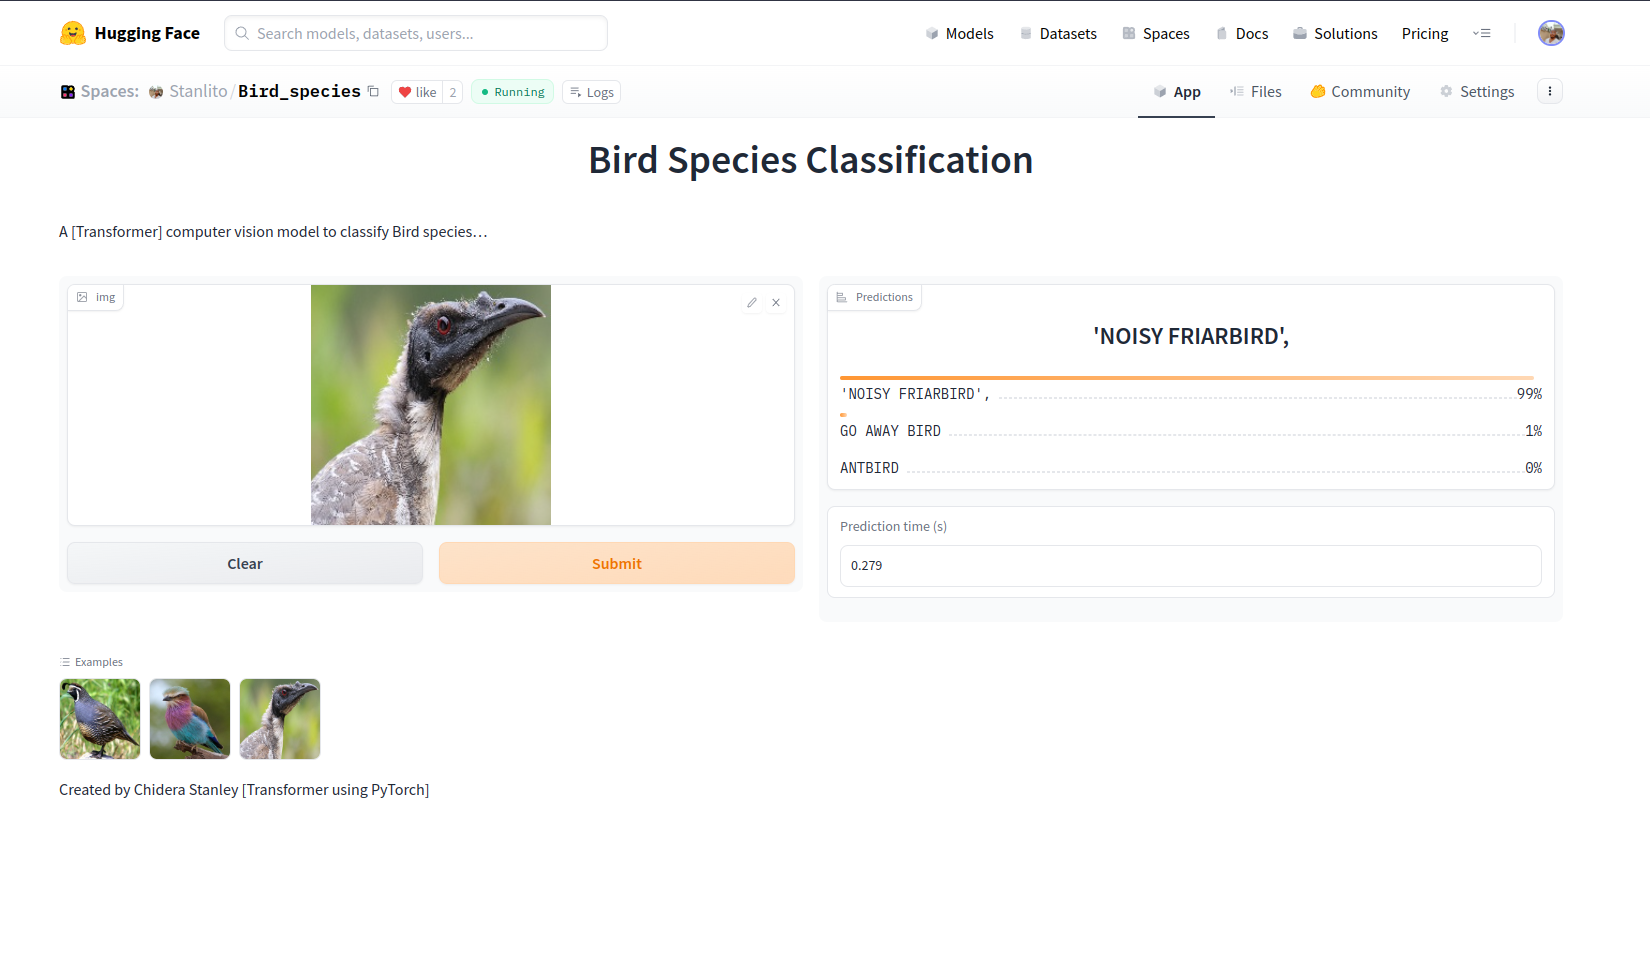 Hugging Face
Search models, datasets, users...
Models
Datasets
Spaces
Docs
Solutions
Pricing
Spaces:
Stanlito/Bird_species
like
2
Running
Logs
App
Files
Community
Settings
Bird Species Classification
A [Transformer] computer vision model to classify Bird species…
img
Clear
Submit
Predictions
'NOISY FRIARBIRD',
'NOISY FRIARBIRD', 99%
GO AWAY BIRD 1%
ANTBIRD 0%
Prediction time (s)
0.279
Examples
Created by Chidera Stanley [Transformer using PyTorch]